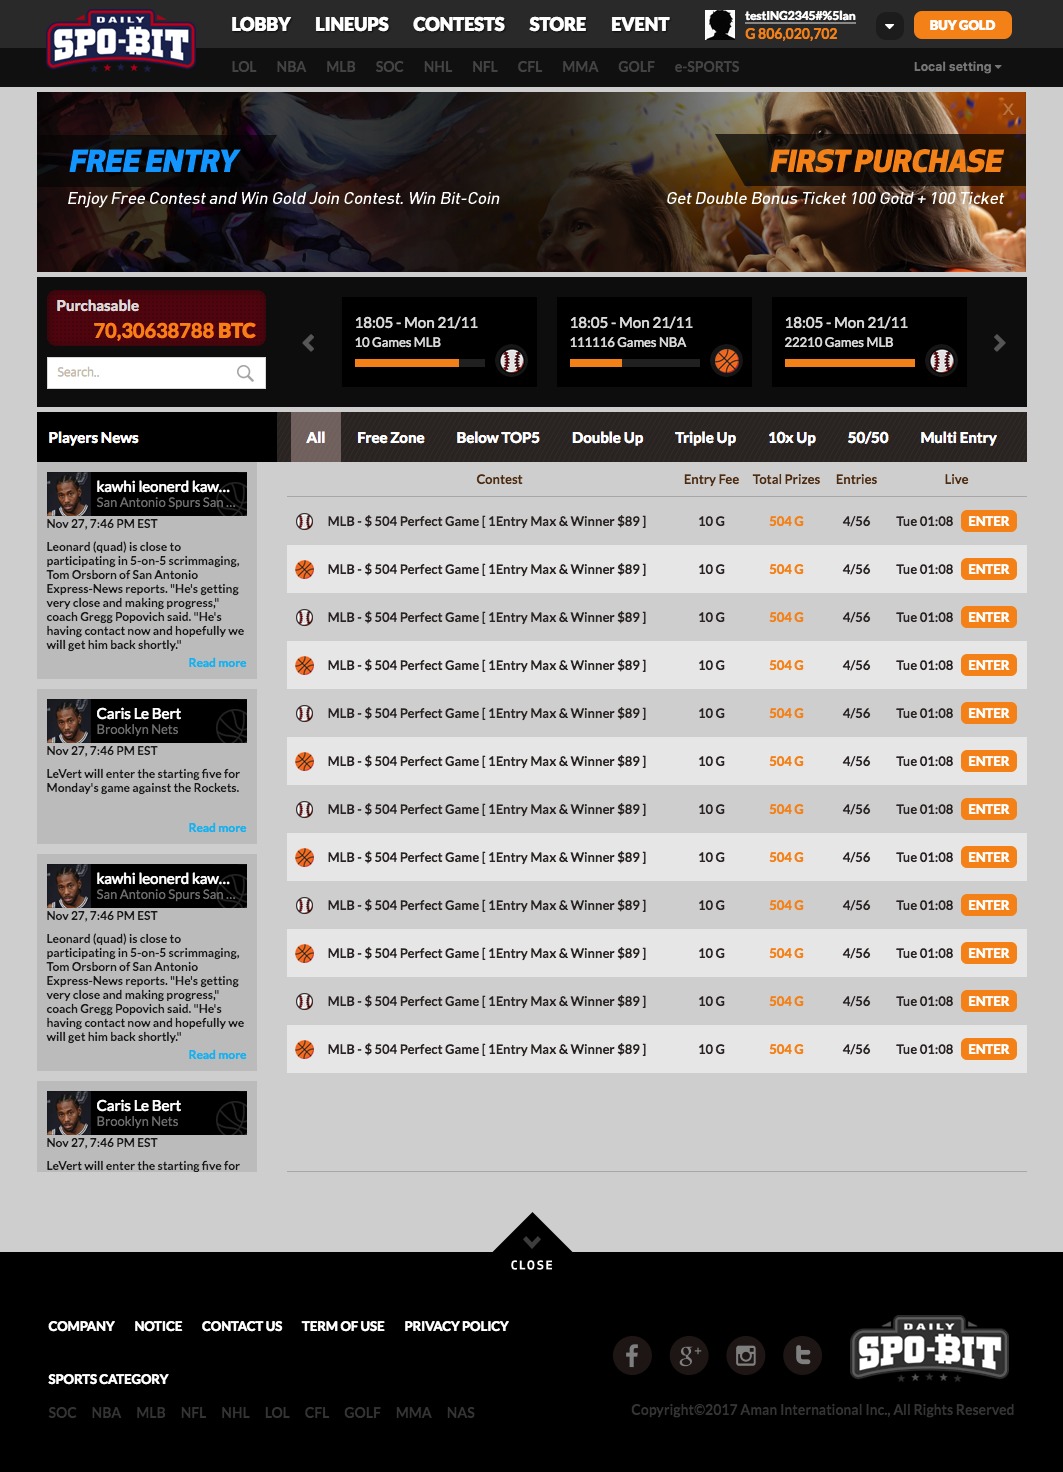 DAILY
SPO-BIT
LOBBY LINEUPS CONTESTS STORE EVENT
testING2345#%5lan
G 806,020,702
BUY GOLD
LOL NBA MLB SOC NHL NFL CFL MMA GOLF e-SPORTS
Local setting
X
FREE ENTRY
Enjoy Free Contest and Win Gold Join Contest. Win Bit-Coin
FIRST PURCHASE
Get Double Bonus Ticket 100 Gold + 100 Ticket
Purchasable
70,30638788 BTC
Search..
18:05 - Mon 21/11
10 Games MLB
18:05 - Mon 21/11
111116 Games NBA
18:05 - Mon 21/11
22210 Games MLB
Players News
All Free Zone Below TOP5 Double Up Triple Up 10x Up 50/50 Multi Entry
kawhi leonerd kaw...
San Antonio Spurs San ...
Nov 27, 7:46 PM EST
Leonard (quad) is close to
participating in 5-on-5 scrimmaging,
Tom Orsborn of San Antonio
Express-News reports. "He's getting
very close and making progress,"
coach Gregg Popovich said. "He's
having contact now and hopefully we
will get him back shortly."
Read more
Caris Le Bert
Brooklyn Nets
Nov 27, 7:46 PM EST
LeVert will enter the starting five for
Monday's game against the Rockets.
Read more
kawhi leonerd kaw...
San Antonio Spurs San ...
Nov 27, 7:46 PM EST
Leonard (quad) is close to
participating in 5-on-5 scrimmaging,
Tom Orsborn of San Antonio
Express-News reports. "He's getting
very close and making progress,"
coach Gregg Popovich said. "He's
having contact now and hopefully we
will get him back shortly."
Read more
Caris Le Bert
Brooklyn Nets
Nov 27, 7:46 PM EST
LeVert will enter the starting five for
Contest Entry Fee Total Prizes Entries Live
MLB - $ 504 Perfect Game [ 1Entry Max & Winner $89 ] 10 G 504 G 4/56 Tue 01:08 ENTER
MLB - $ 504 Perfect Game [ 1Entry Max & Winner $89 ] 10 G 504 G 4/56 Tue 01:08 ENTER
MLB - $ 504 Perfect Game [ 1Entry Max & Winner $89 ] 10 G 504 G 4/56 Tue 01:08 ENTER
MLB - $ 504 Perfect Game [ 1Entry Max & Winner $89 ] 10 G 504 G 4/56 Tue 01:08 ENTER
MLB - $ 504 Perfect Game [ 1Entry Max & Winner $89 ] 10 G 504 G 4/56 Tue 01:08 ENTER
MLB - $ 504 Perfect Game [ 1Entry Max & Winner $89 ] 10 G 504 G 4/56 Tue 01:08 ENTER
MLB - $ 504 Perfect Game [ 1Entry Max & Winner $89 ] 10 G 504 G 4/56 Tue 01:08 ENTER
MLB - $ 504 Perfect Game [ 1Entry Max & Winner $89 ] 10 G 504 G 4/56 Tue 01:08 ENTER
MLB - $ 504 Perfect Game [ 1Entry Max & Winner $89 ] 10 G 504 G 4/56 Tue 01:08 ENTER
MLB - $ 504 Perfect Game [ 1Entry Max & Winner $89 ] 10 G 504 G 4/56 Tue 01:08 ENTER
MLB - $ 504 Perfect Game [ 1Entry Max & Winner $89 ] 10 G 504 G 4/56 Tue 01:08 ENTER
MLB - $ 504 Perfect Game [ 1Entry Max & Winner $89 ] 10 G 504 G 4/56 Tue 01:08 ENTER
CLOSE
COMPANY NOTICE CONTACT US TERM OF USE PRIVACY POLICY
SPORTS CATEGORY
SOC NBA MLB NFL NHL LOL CFL GOLF MMA NAS
f g+ t
DAILY
SPO-BIT
Copyright©2017 Aman International Inc., All Rights Reserved